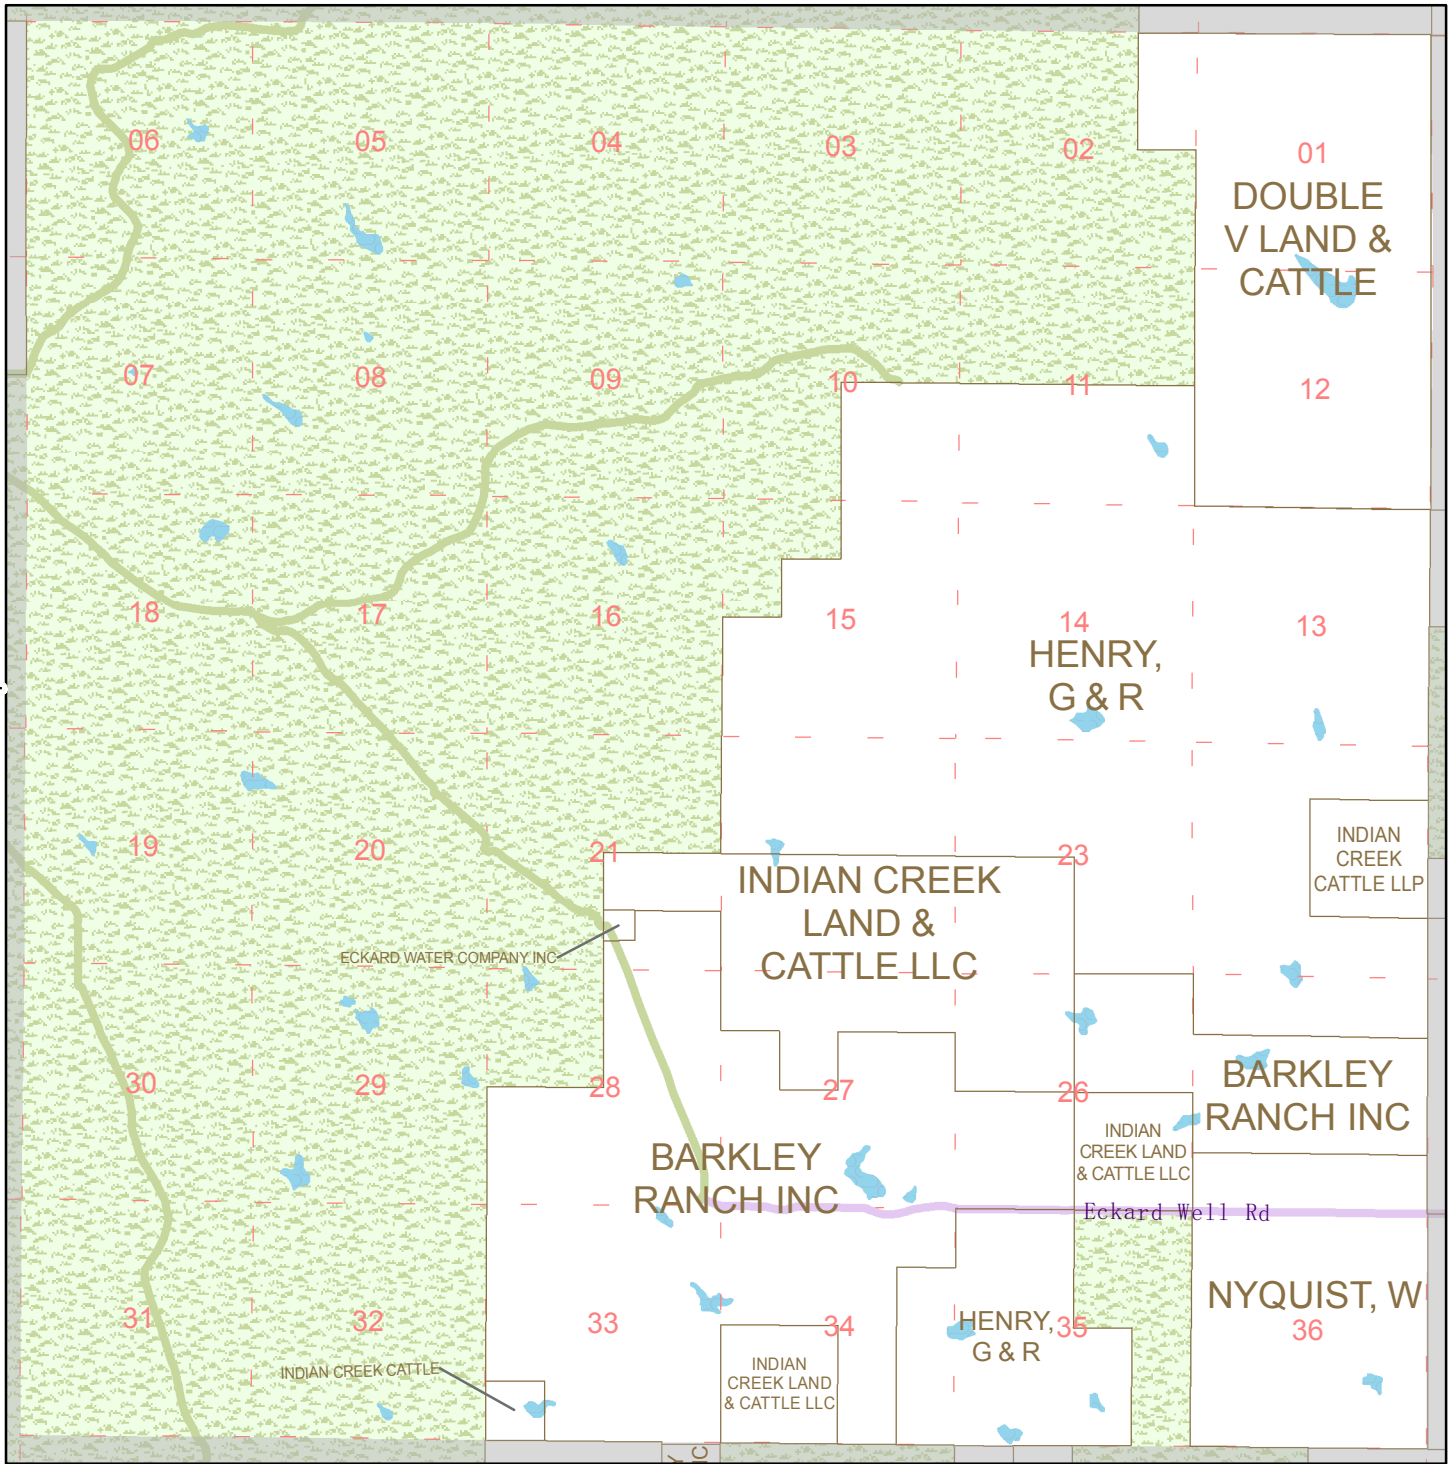 06
05
04
03
02
01
DOUBLE
V LAND &
CATTLE
07
08
09
10
11
12
18
17
16
15
14
13
HENRY,
G & R
19
20
21
23
INDIAN
CREEK
CATTLE LLP
INDIAN CREEK
LAND &
CATTLE LLC
ECKARD WATER COMPANY INC
30
29
28
27
26
BARKLEY
RANCH INC
INDIAN
CREEK LAND
& CATTLE LLC
BARKLEY
RANCH INC
Eckard Well Rd
31
32
33
34
35
36
NYQUIST, W
HENRY,
G & R
INDIAN CREEK CATTLE
INDIAN
CREEK LAND
& CATTLE LLC